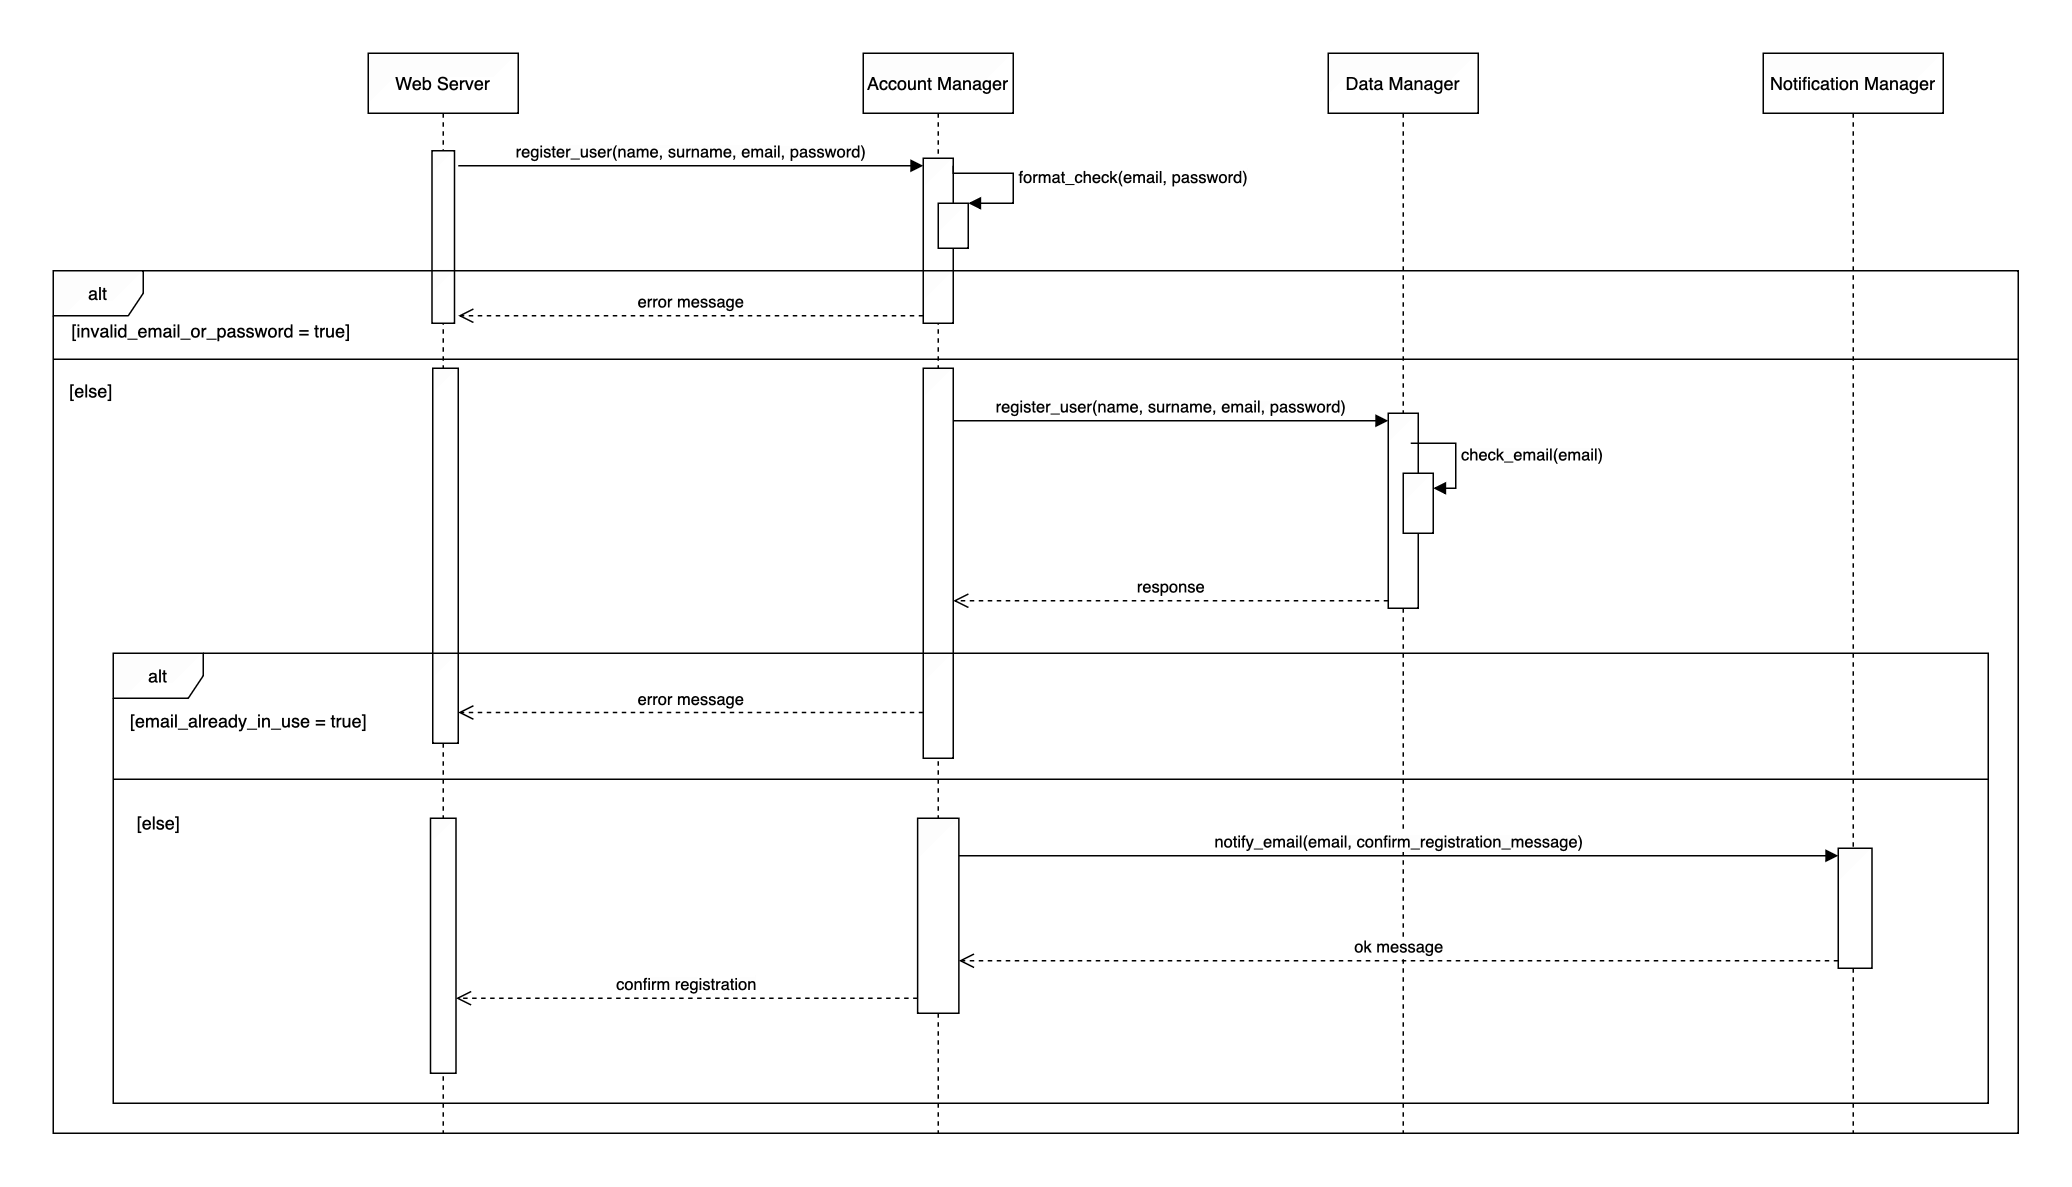 Web Server
Account Manager
Data Manager
Notification Manager
register_user(name, surname, email, password)
format_check(email, password)
alt
error message
[invalid_email_or_password = true]
[else]
register_user(name, surname, email, password)
check_email(email)
response
alt
error message
[email_already_in_use = true]
[else]
notify_email(email, confirm_registration_message)
ok message
confirm registration